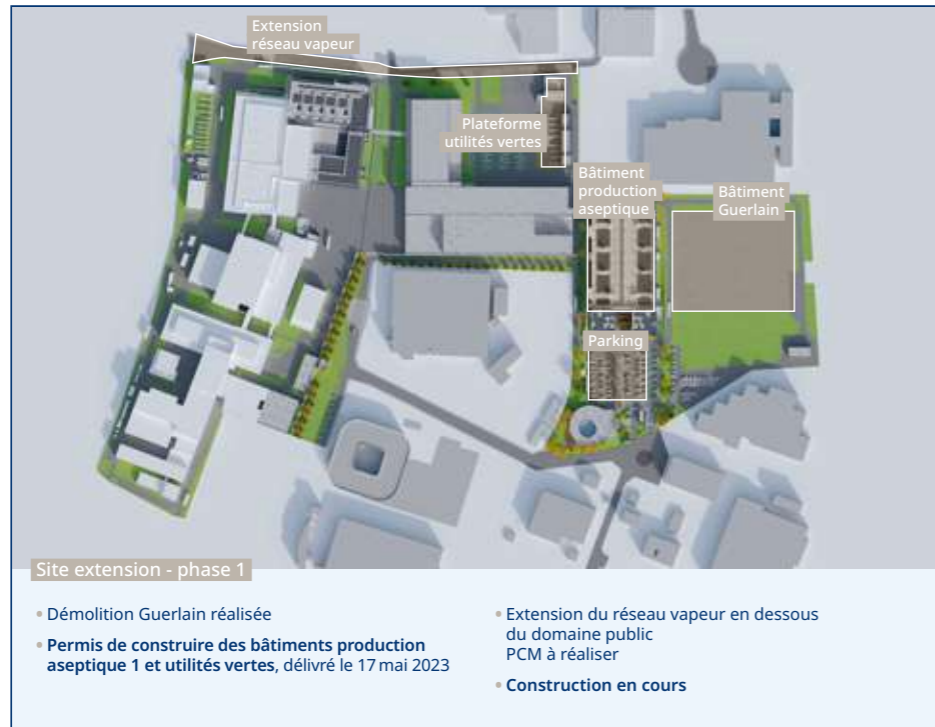 Extension
réseau vapeur
Plateforme
utilités vertes
Bâtiment
production
aseptique
Bâtiment
Guerlain
Parking
Site extension - phase 1
• Démolition Guerlain réalisée
• Permis de construire des bâtiments production
aseptique 1 et utilités vertes, délivré le 17 mai 2023
• Extension du réseau vapeur en dessous
du domaine public
PCM à réaliser
• Construction en cours